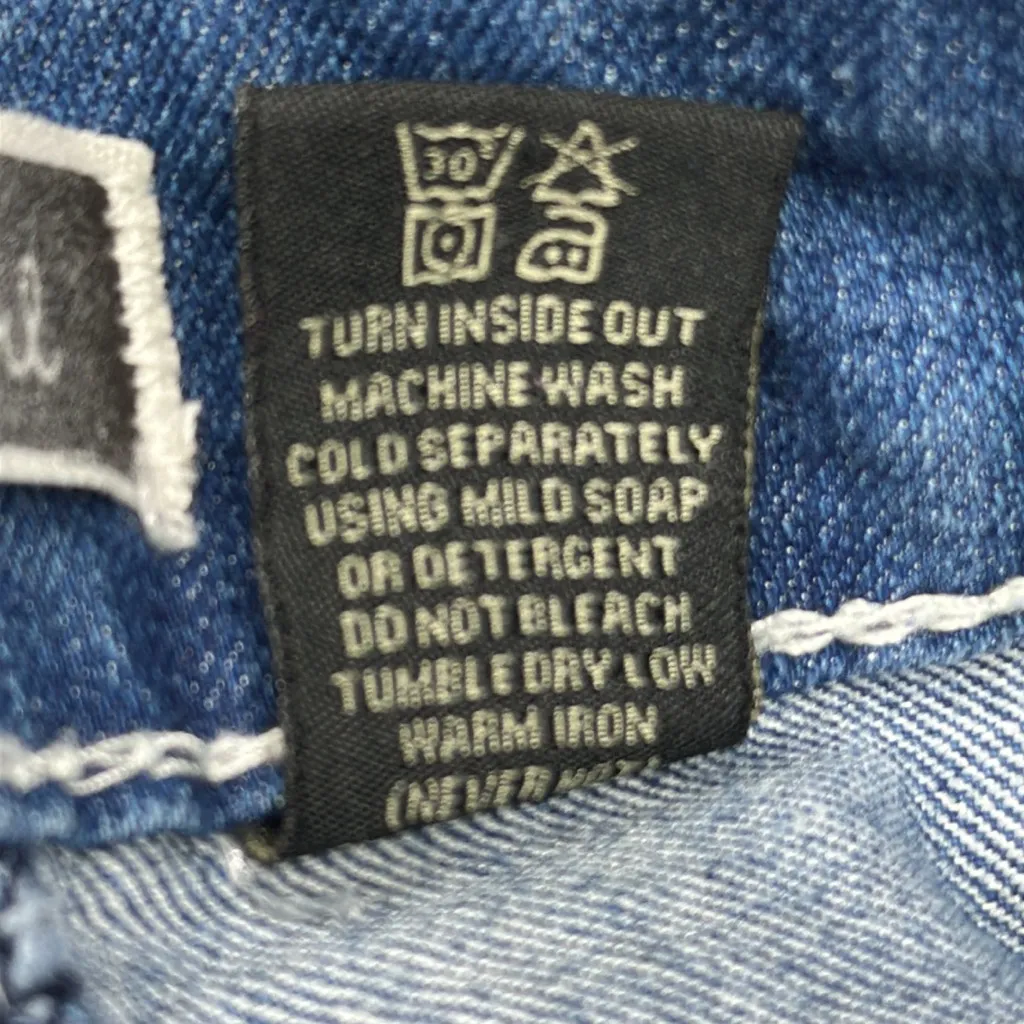 30°
TURN INSIDE OUT
MACHINE WASH
COLD SEPARATELY
USING MILD SOAP
OR DETERGENT
DO NOT BLEACH
TUMBLE DRY LOW
WARM IRON
(NEVER